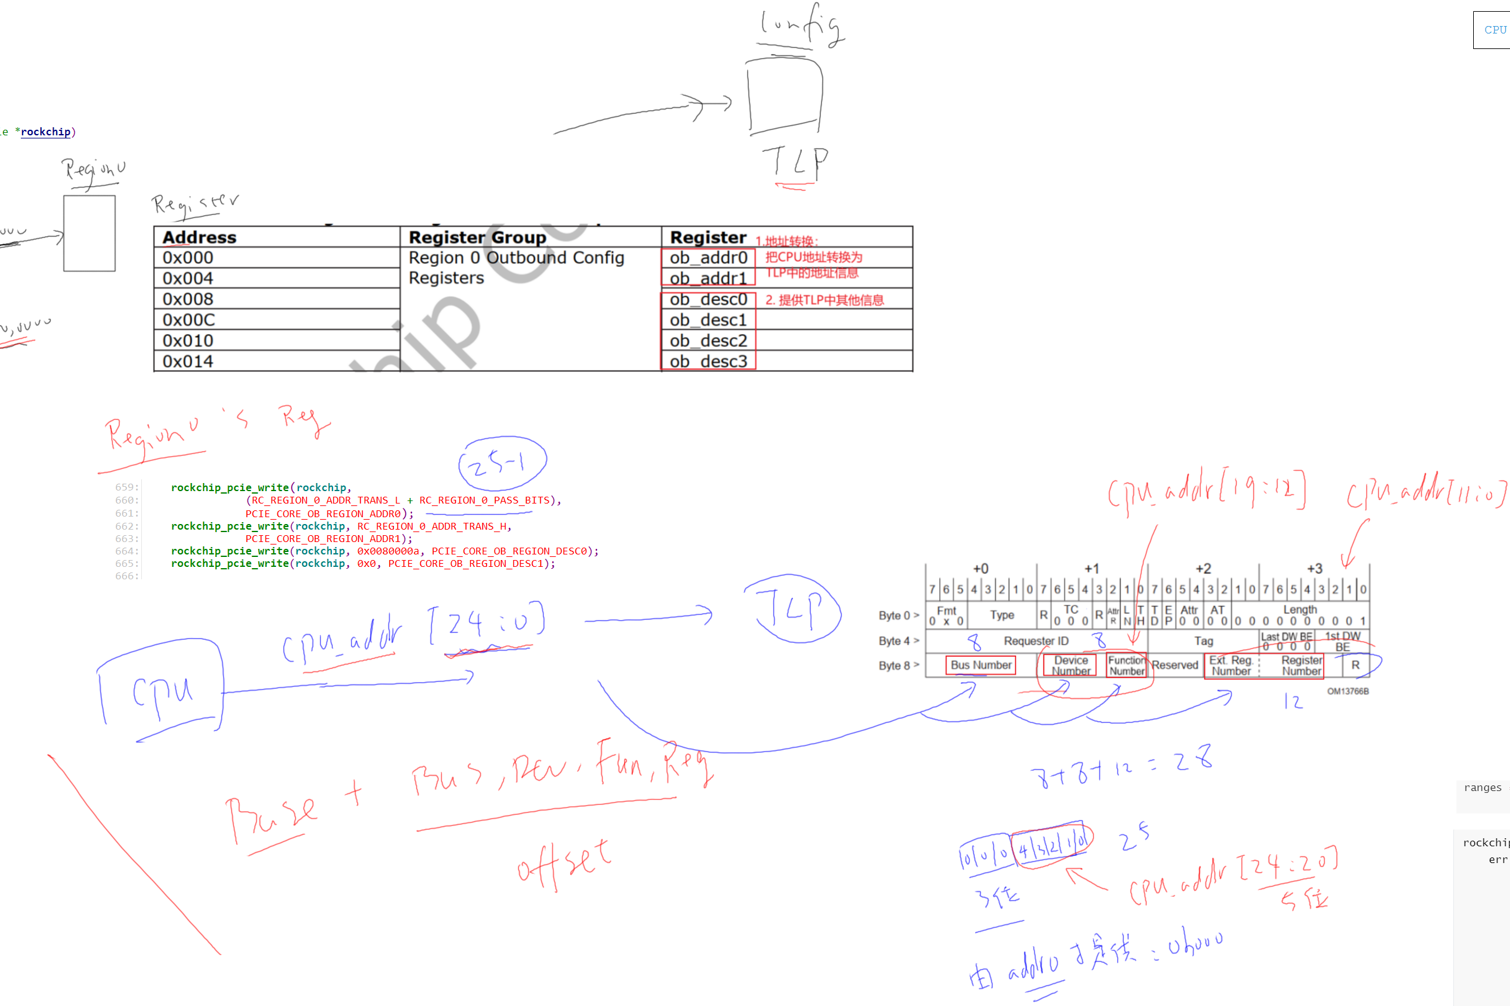 Config
CPU
TLP
le *rockchip)
Region0
Register
Address Register Group Register
0x000 Region 0 Outbound Config ob_addr0
0x004 Registers ob_addr1
0x008 ob_desc0
0x00C ob_desc1
0x010 ob_desc2
0x014 ob_desc3
1.地址转换:
把CPU地址转换为
TLP中的地址信息
2. 提供TLP中其他信息
Region0's Reg
25-1
659: rockchip_pcie_write(rockchip,
660: (RC_REGION_0_ADDR_TRANS_L + RC_REGION_0_PASS_BITS),
661: PCIE_CORE_OB_REGION_ADDR0);
662: rockchip_pcie_write(rockchip, RC_REGION_0_ADDR_TRANS_H,
663: PCIE_CORE_OB_REGION_ADDR1);
664: rockchip_pcie_write(rockchip, 0x0080000a, PCIE_CORE_OB_REGION_DESC0);
665: rockchip_pcie_write(rockchip, 0x0, PCIE_CORE_OB_REGION_DESC1);
666:
CPU_addr[19:12] CPU_addr[11:0]
+0 +1 +2 +3
7 6 5 4 3 2 1 0 7 6 5 4 3 2 1 0 7 6 5 4 3 2 1 0 7 6 5 4 3 2 1 0
Byte 0 > Fmt 0 x 0 Type R TC 0 0 0 R Attr R LN TH TD EP Attr 0 0 AT 0 0 Length 0 0 0 0 0 0 0 0 0 1
Byte 4 > 8 Requester ID 8 Tag Last DW BE 0 0 0 0 1st DW BE
Byte 8 > Bus Number Device Number Function Number Reserved Ext. Reg. Number Register Number R
OM13766B
12
CPU
CPU_addr [24:0]
TLP
Base + Bus, Dev, Fun, Reg
offset
8+8+12=28
0 0 0 4 3 2 1 0 25
3位
CPU_addr [24:20]
5位
由 addr0 提供: 0b000
ranges
rockchip
err